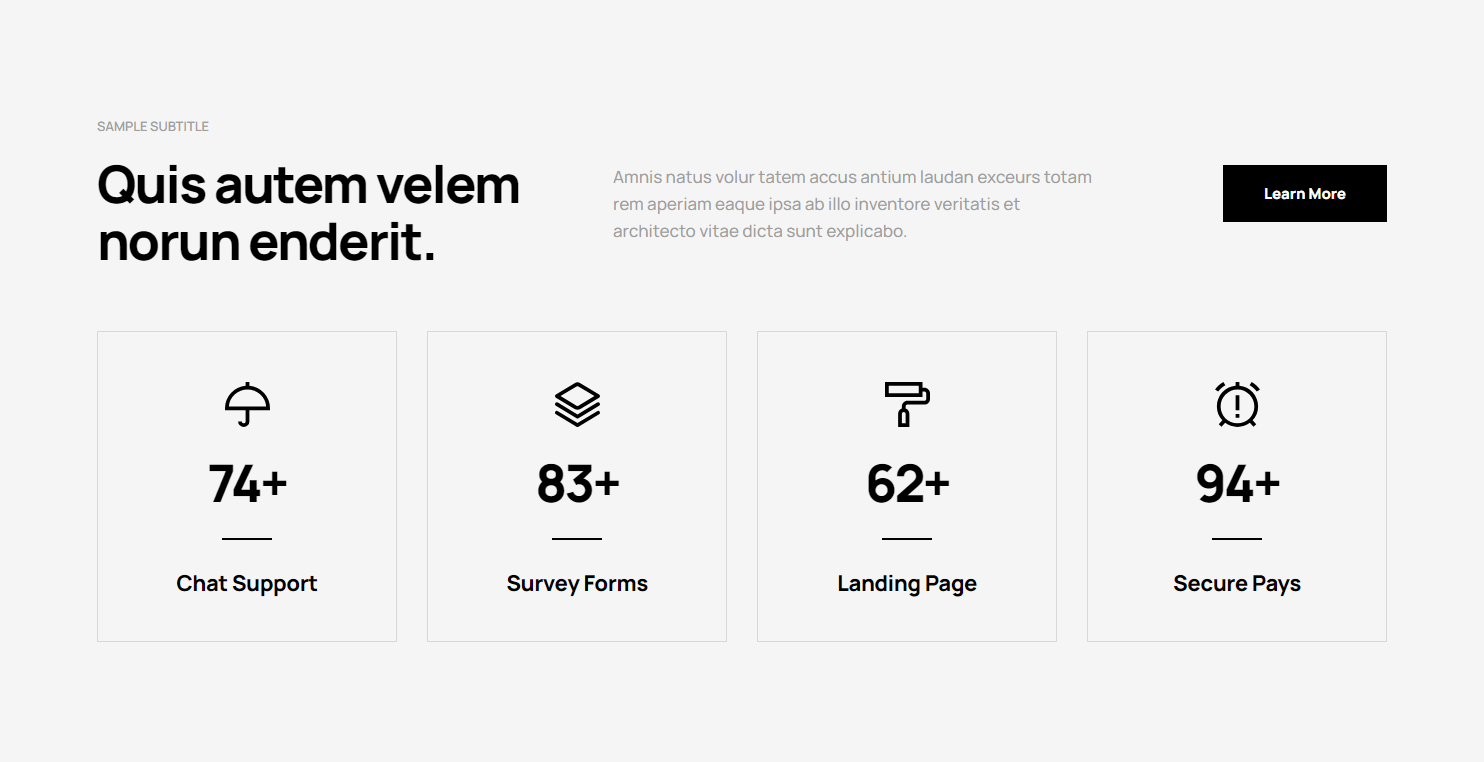 SAMPLE SUBTITLE
Quis autem velem
norun enderit.
Amnis natus volur tatem accus antium laudan exceurs totam
rem aperiam eaque ipsa ab illo inventore veritatis et
architecto vitae dicta sunt explicabo.
Learn More
74+
Chat Support
83+
Survey Forms
62+
Landing Page
94+
Secure Pays